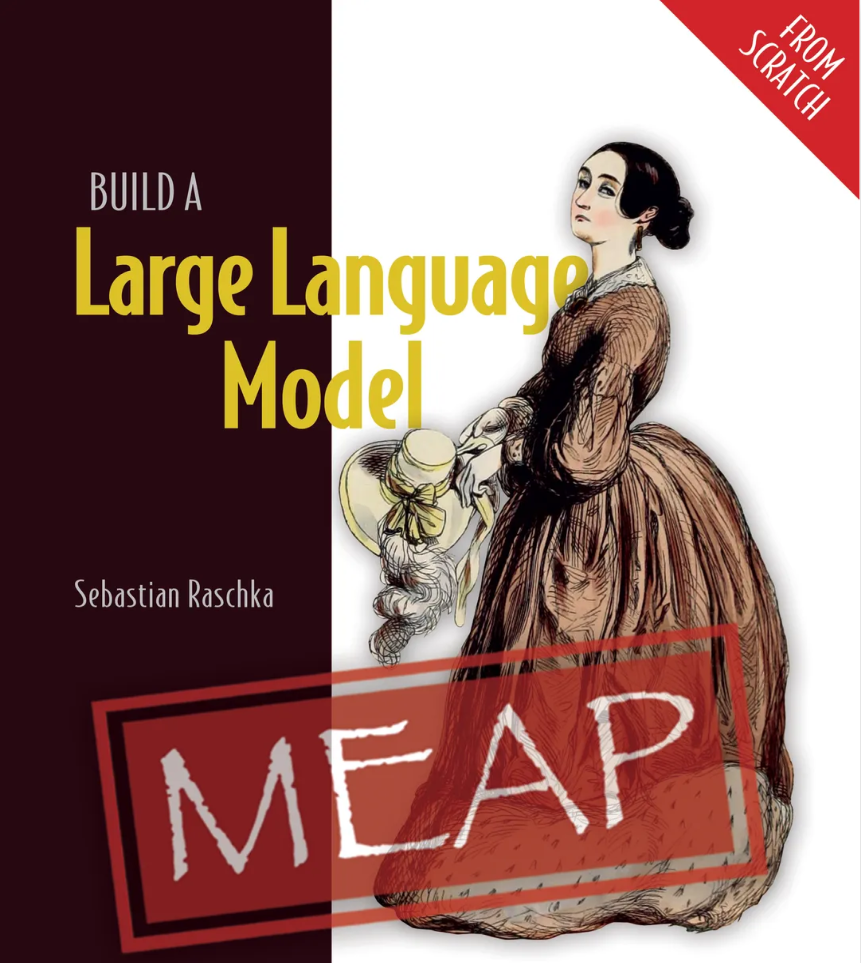 FROM
SCRATCH
BUILD A
Large Language
Model
Sebastian Raschka
MEAP